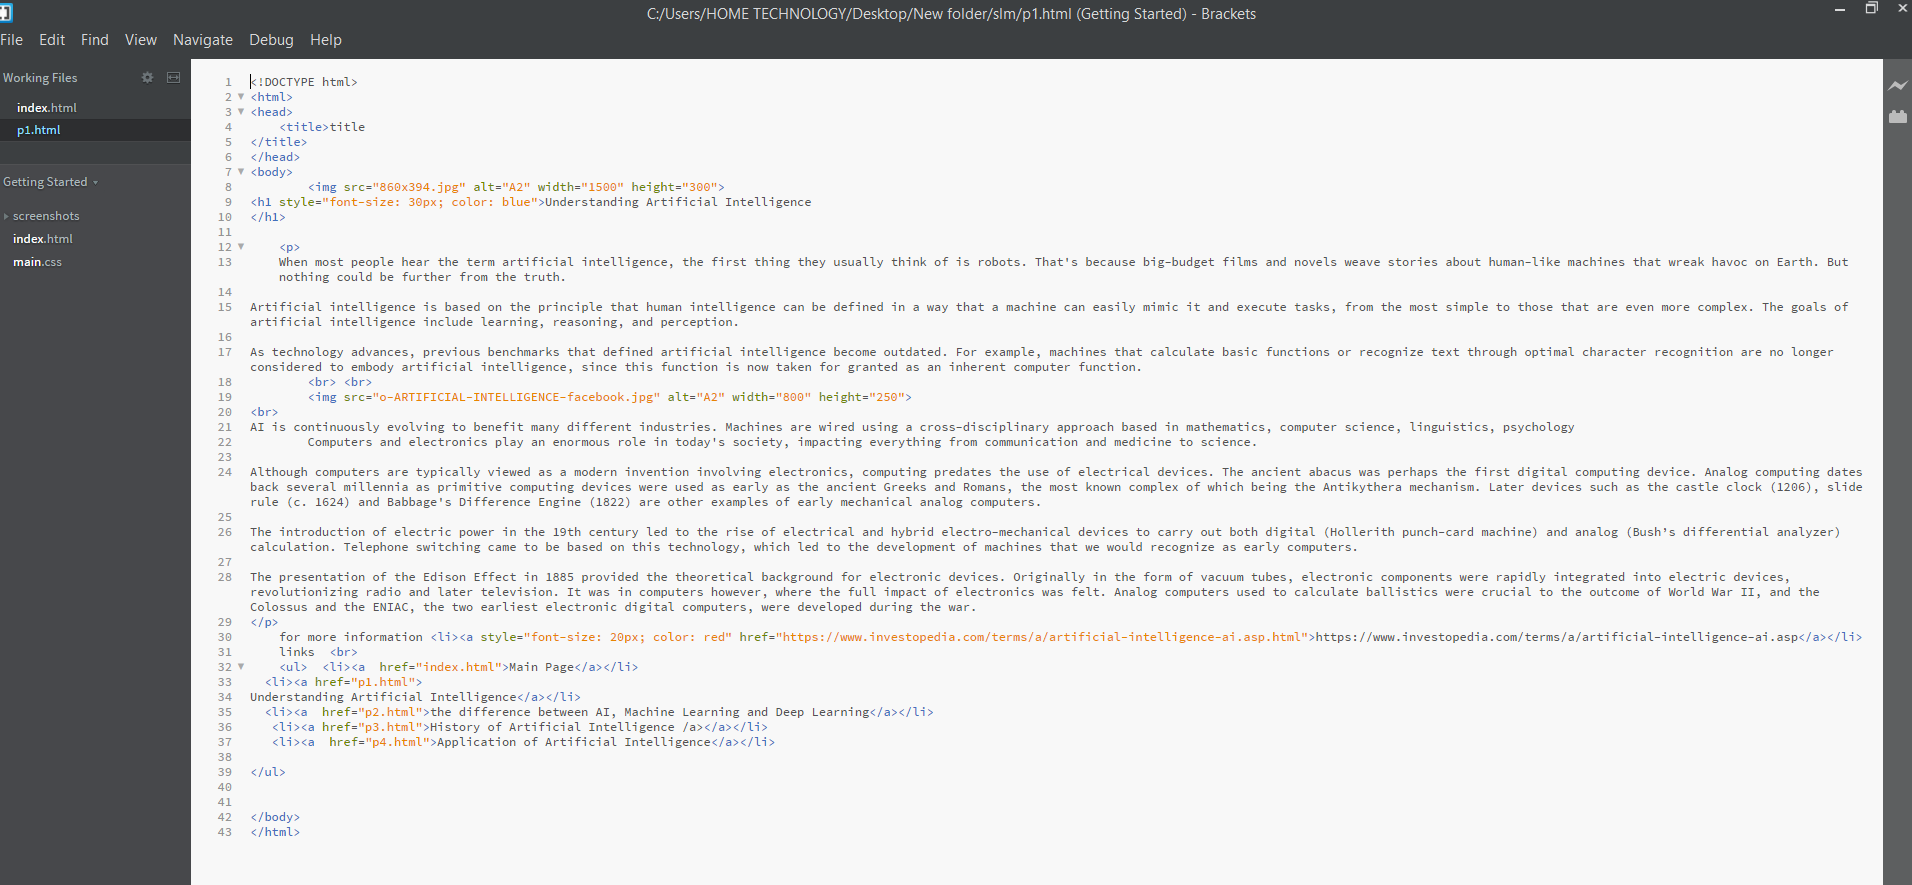 C:/Users/HOME TECHNOLOGY/Desktop/New folder/slm/p1.html (Getting Started) - Brackets
File Edit Find View Navigate Debug Help
Working Files
index.html
p1.html
Getting Started
screenshots
index.html
main.css
1 <!DOCTYPE html>
2 <html>
3 <head>
4 <title>title
5 </title>
6 </head>
7 <body>
8 <img src="860x394.jpg" alt="A2" width="1500" height="300">
9 <h1 style="font-size: 30px; color: blue">Understanding Artificial Intelligence
10 </h1>
11
12 <p>
13 When most people hear the term artificial intelligence, the first thing they usually think of is robots. That's because big-budget films and novels weave stories about human-like machines that wreak havoc on Earth. But
nothing could be further from the truth.
14
15 Artificial intelligence is based on the principle that human intelligence can be defined in a way that a machine can easily mimic it and execute tasks, from the most simple to those that are even more complex. The goals of
artificial intelligence include learning, reasoning, and perception.
16
17 As technology advances, previous benchmarks that defined artificial intelligence become outdated. For example, machines that calculate basic functions or recognize text through optimal character recognition are no longer
considered to embody artificial intelligence, since this function is now taken for granted as an inherent computer function.
18 <br> <br>
19 <img src="o-ARTIFICIAL-INTELLIGENCE-facebook.jpg" alt="A2" width="800" height="250">
20 <br>
21 AI is continuously evolving to benefit many different industries. Machines are wired using a cross-disciplinary approach based in mathematics, computer science, linguistics, psychology
22 Computers and electronics play an enormous role in today's society, impacting everything from communication and medicine to science.
23
24 Although computers are typically viewed as a modern invention involving electronics, computing predates the use of electrical devices. The ancient abacus was perhaps the first digital computing device. Analog computing dates
back several millennia as primitive computing devices were used as early as the ancient Greeks and Romans, the most known complex of which being the Antikythera mechanism. Later devices such as the castle clock (1206), slide
rule (c. 1624) and Babbage's Difference Engine (1822) are other examples of early mechanical analog computers.
25
26 The introduction of electric power in the 19th century led to the rise of electrical and hybrid electro-mechanical devices to carry out both digital (Hollerith punch-card machine) and analog (Bush's differential analyzer)
calculation. Telephone switching came to be based on this technology, which led to the development of machines that we would recognize as early computers.
27
28 The presentation of the Edison Effect in 1885 provided the theoretical background for electronic devices. Originally in the form of vacuum tubes, electronic components were rapidly integrated into electric devices,
revolutionizing radio and later television. It was in computers however, where the full impact of electronics was felt. Analog computers used to calculate ballistics were crucial to the outcome of World War II, and the
Colossus and the ENIAC, the two earliest electronic digital computers, were developed during the war.
29 </p>
30 for more information <li><a style="font-size: 20px; color: red" href="https://www.investopedia.com/terms/a/artificial-intelligence-ai.asp.html">https://www.investopedia.com/terms/a/artificial-intelligence-ai.asp</a></li>
31 links <br>
32 <ul> <li><a href="index.html">Main Page</a></li>
33 <li><a href="p1.html">
34 Understanding Artificial Intelligence</a></li>
35 <li><a href="p2.html">the difference between AI, Machine Learning and Deep Learning</a></li>
36 <li><a href="p3.html">History of Artificial Intelligence /a></a></li>
37 <li><a href="p4.html">Application of Artificial Intelligence</a></li>
38
39 </ul>
40
41
42 </body>
43 </html>